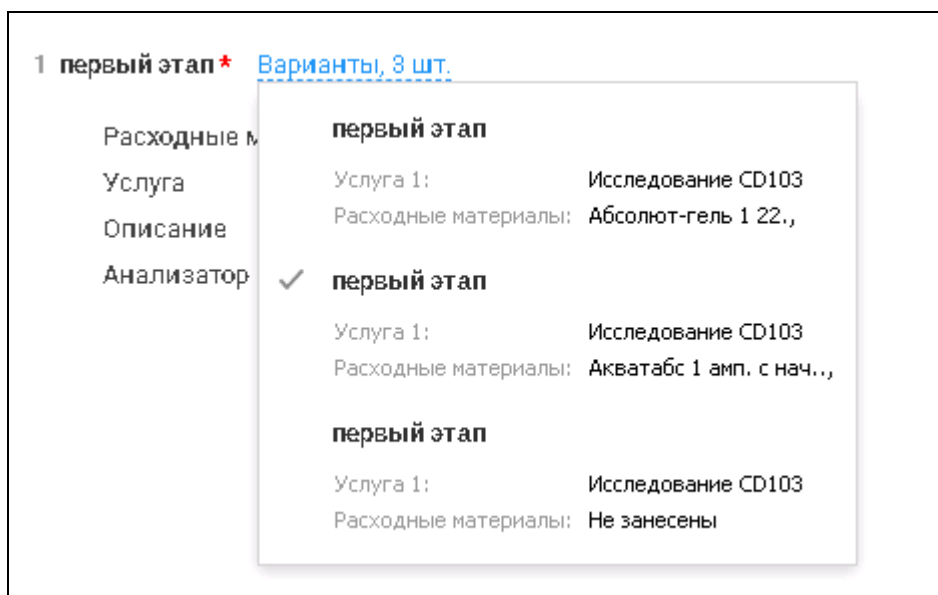 1 первый этап * Варианты, 3 шт.
первый этап
Расходные м
Услуга 1: Исследование CD103
Услуга
Расходные материалы: Абсолют-гель 1 22.,
Описание
Анализатор
первый этап
Услуга 1: Исследование CD103
Расходные материалы: Акватабс 1 амп. с нач..,
первый этап
Услуга 1: Исследование CD103
Расходные материалы: Не занесены